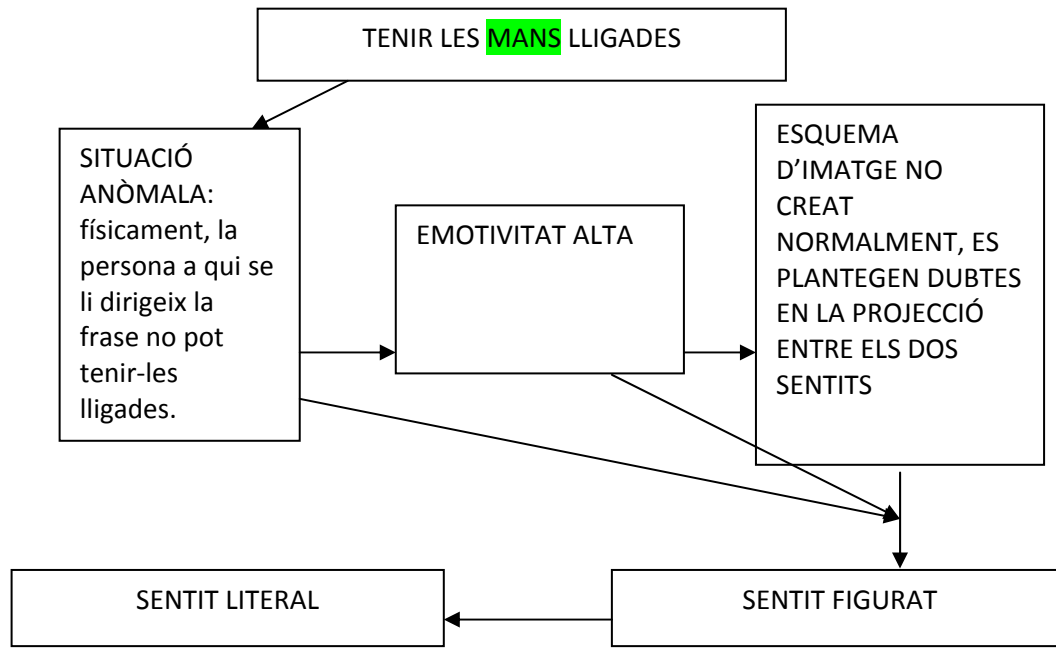 TENIR LES MANS LLIGADES
SITUACIÓ
ANÒMALA:
físicament, la
persona a qui se
li dirigeix la
frase no pot
tenir-les
lligades.
EMOTIVITAT ALTA
ESQUEMA
D’IMATGE NO
CREAT
NORMALMENT, ES
PLANTEGEN DUBTES
EN LA PROJECCIÓ
ENTRE ELS DOS
SENTITS
SENTIT LITERAL
SENTIT FIGURAT